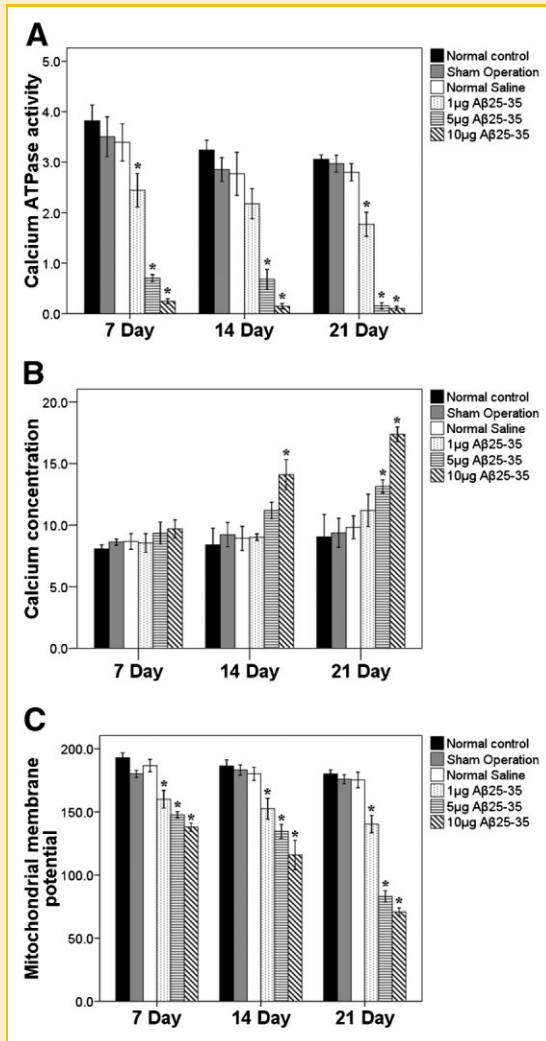 A
Calcium ATPase activity
5.0
4.0
3.0
2.0
1.0
0.0
* * * * * * * *
7 Day 14 Day 21 Day
Normal control
Sham Operation
Normal Saline
1µg Aβ25-35
5µg Aβ25-35
10µg Aβ25-35
B
Calcium concentration
20.0
15.0
10.0
5.0
0.0
* * *
7 Day 14 Day 21 Day
Normal control
Sham Operation
Normal Saline
1µg Aβ25-35
5µg Aβ25-35
10µg Aβ25-35
C
Mitochondrial membrane
potential
200.0
150.0
100.0
50.0
0.0
* * * * * * * * *
7 Day 14 Day 21 Day
Normal control
Sham Operation
Normal Saline
1µg Aβ25-35
5µg Aβ25-35
10µg Aβ25-35